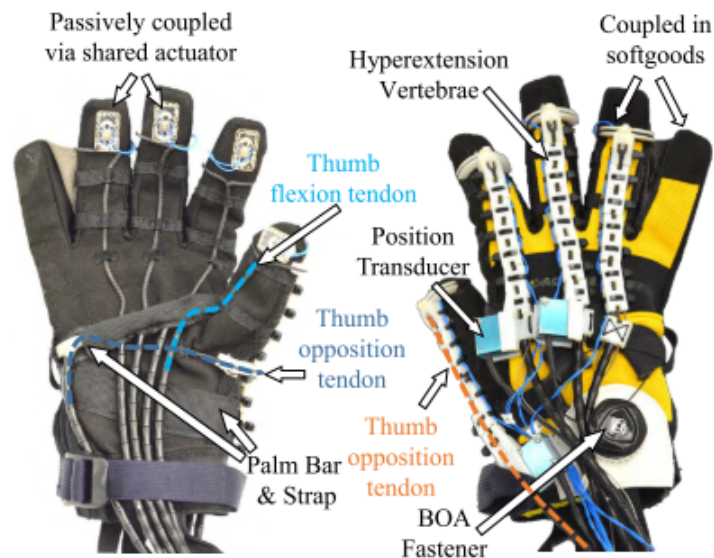 Passively coupled
via shared actuator
Thumb
flexion tendon
Thumb
opposition
tendon
Palm Bar
& Strap
Coupled in
softgoods
Hyperextension
Vertebrae
Position
Transducer
Thumb
opposition
tendon
BOA
Fastener